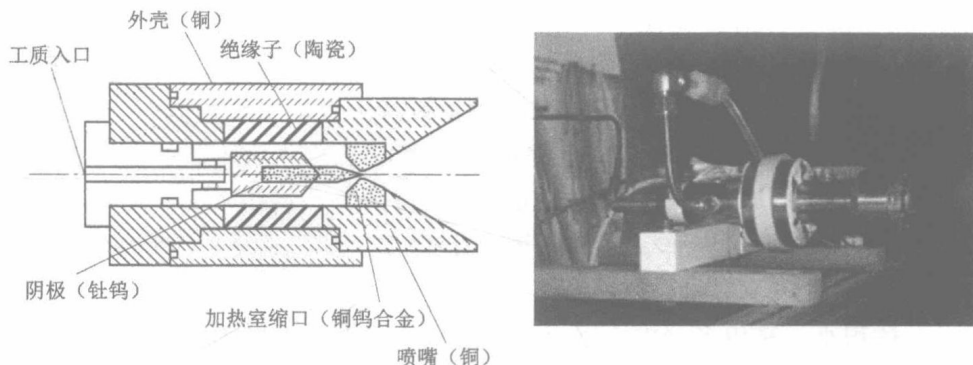 外壳（铜）
绝缘子（陶瓷）
工质入口
阴极（钍钨）
加热室缩口（铜钨合金）
喷嘴（铜）